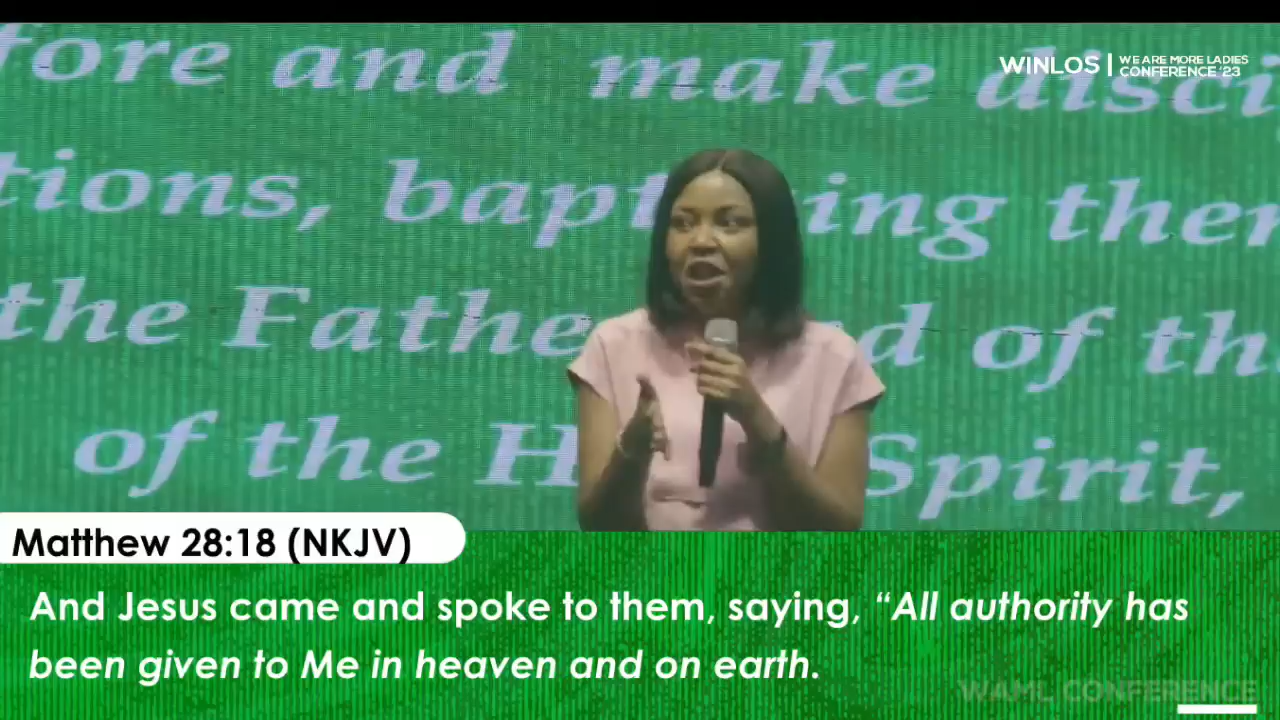 WINLOS | WE ARE MORE LADIES
CONFERENCE '23
fore and make disci
tions, bap ing
the Fathe d of th
of the H Spirit,
Matthew 28:18 (NKJV)
And Jesus came and spoke to them, saying, “All authority has
been given to Me in heaven and on earth.
WAML CONFERENCE